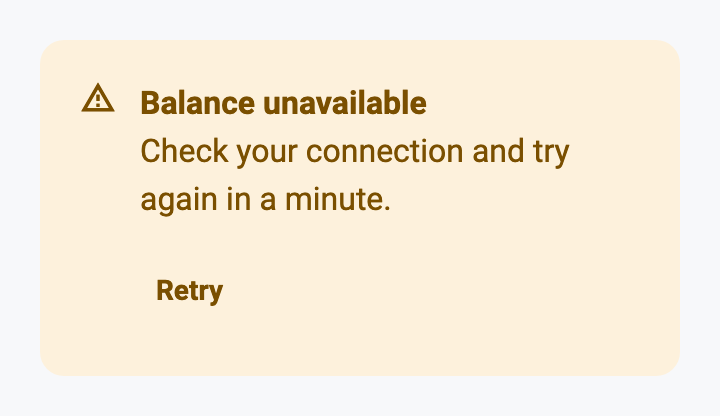 Balance unavailable
Check your connection and try
again in a minute.
Retry